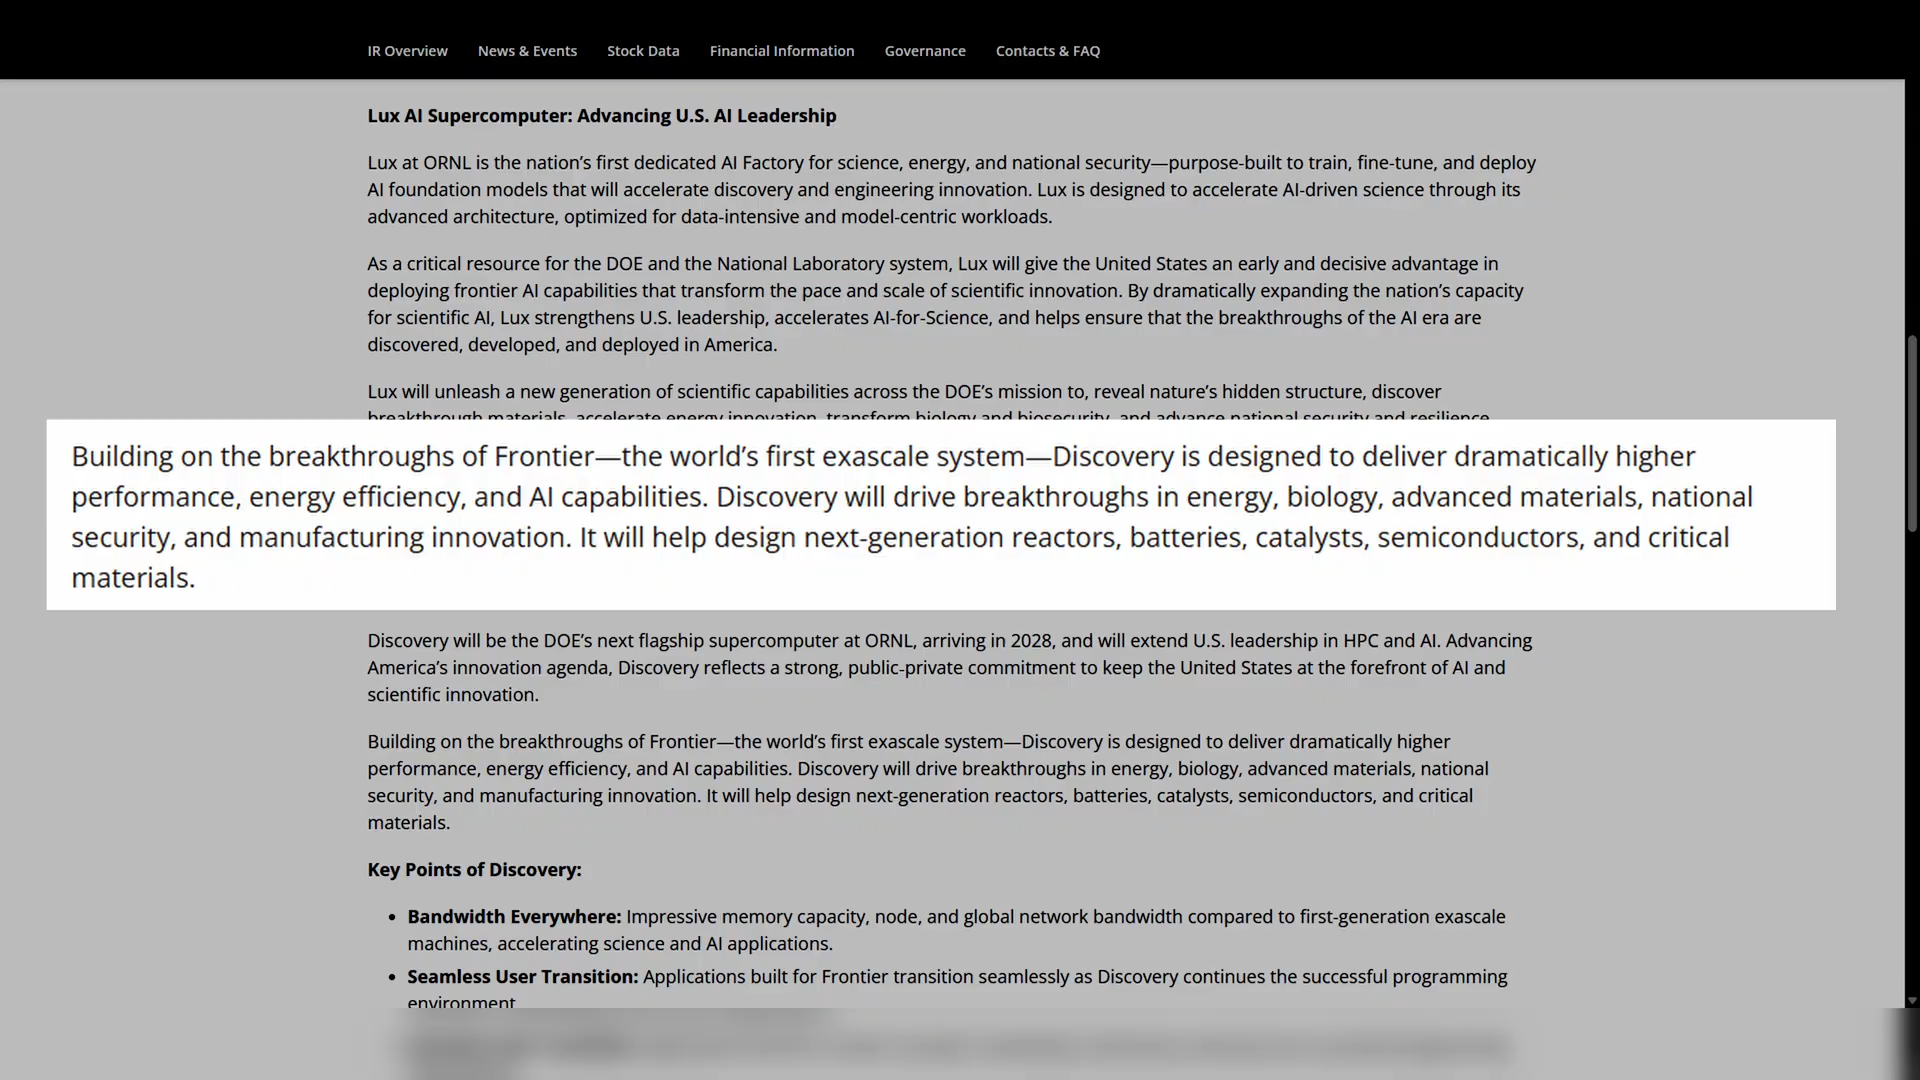 IR Overview News & Events Stock Data Financial Information Governance Contacts & FAQ
Lux AI Supercomputer: Advancing U.S. AI Leadership
Lux at ORNL is the nation’s first dedicated AI Factory for science, energy, and national security—purpose-built to train, fine-tune, and deploy
AI foundation models that will accelerate discovery and engineering innovation. Lux is designed to accelerate AI-driven science through its
advanced architecture, optimized for data-intensive and model-centric workloads.
As a critical resource for the DOE and the National Laboratory system, Lux will give the United States an early and decisive advantage in
deploying frontier AI capabilities that transform the pace and scale of scientific innovation. By dramatically expanding the nation’s capacity
for scientific AI, Lux strengthens U.S. leadership, accelerates AI-for-Science, and helps ensure that the breakthroughs of the AI era are
discovered, developed, and deployed in America.
Lux will unleash a new generation of scientific capabilities across the DOE’s mission to, reveal nature’s hidden structure, discover
breakthrough materials, accelerate energy innovation, transform biology and biosecurity, and advance national security and resilience.
Building on the breakthroughs of Frontier—the world’s first exascale system—Discovery is designed to deliver dramatically higher
performance, energy efficiency, and AI capabilities. Discovery will drive breakthroughs in energy, biology, advanced materials, national
security, and manufacturing innovation. It will help design next-generation reactors, batteries, catalysts, semiconductors, and critical
materials.
Discovery will be the DOE’s next flagship supercomputer at ORNL, arriving in 2028, and will extend U.S. leadership in HPC and AI. Advancing
America’s innovation agenda, Discovery reflects a strong, public-private commitment to keep the United States at the forefront of AI and
scientific innovation.
Building on the breakthroughs of Frontier—the world’s first exascale system—Discovery is designed to deliver dramatically higher
performance, energy efficiency, and AI capabilities. Discovery will drive breakthroughs in energy, biology, advanced materials, national
security, and manufacturing innovation. It will help design next-generation reactors, batteries, catalysts, semiconductors, and critical
materials.
Key Points of Discovery:
• Bandwidth Everywhere: Impressive memory capacity, node, and global network bandwidth compared to first-generation exascale
machines, accelerating science and AI applications.
• Seamless User Transition: Applications built for Frontier transition seamlessly as Discovery continues the successful programming
environment